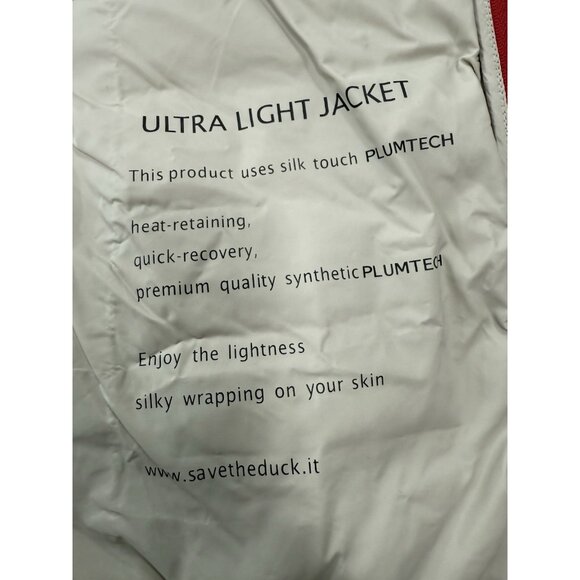 ULTRA LIGHT JACKET
This product uses silk touch PLUMTECH
heat-retaining,
quick-recovery,
premium quality synthetic PLUMTECH
Enjoy the lightness
silky wrapping on your skin
www.savetheduck.it